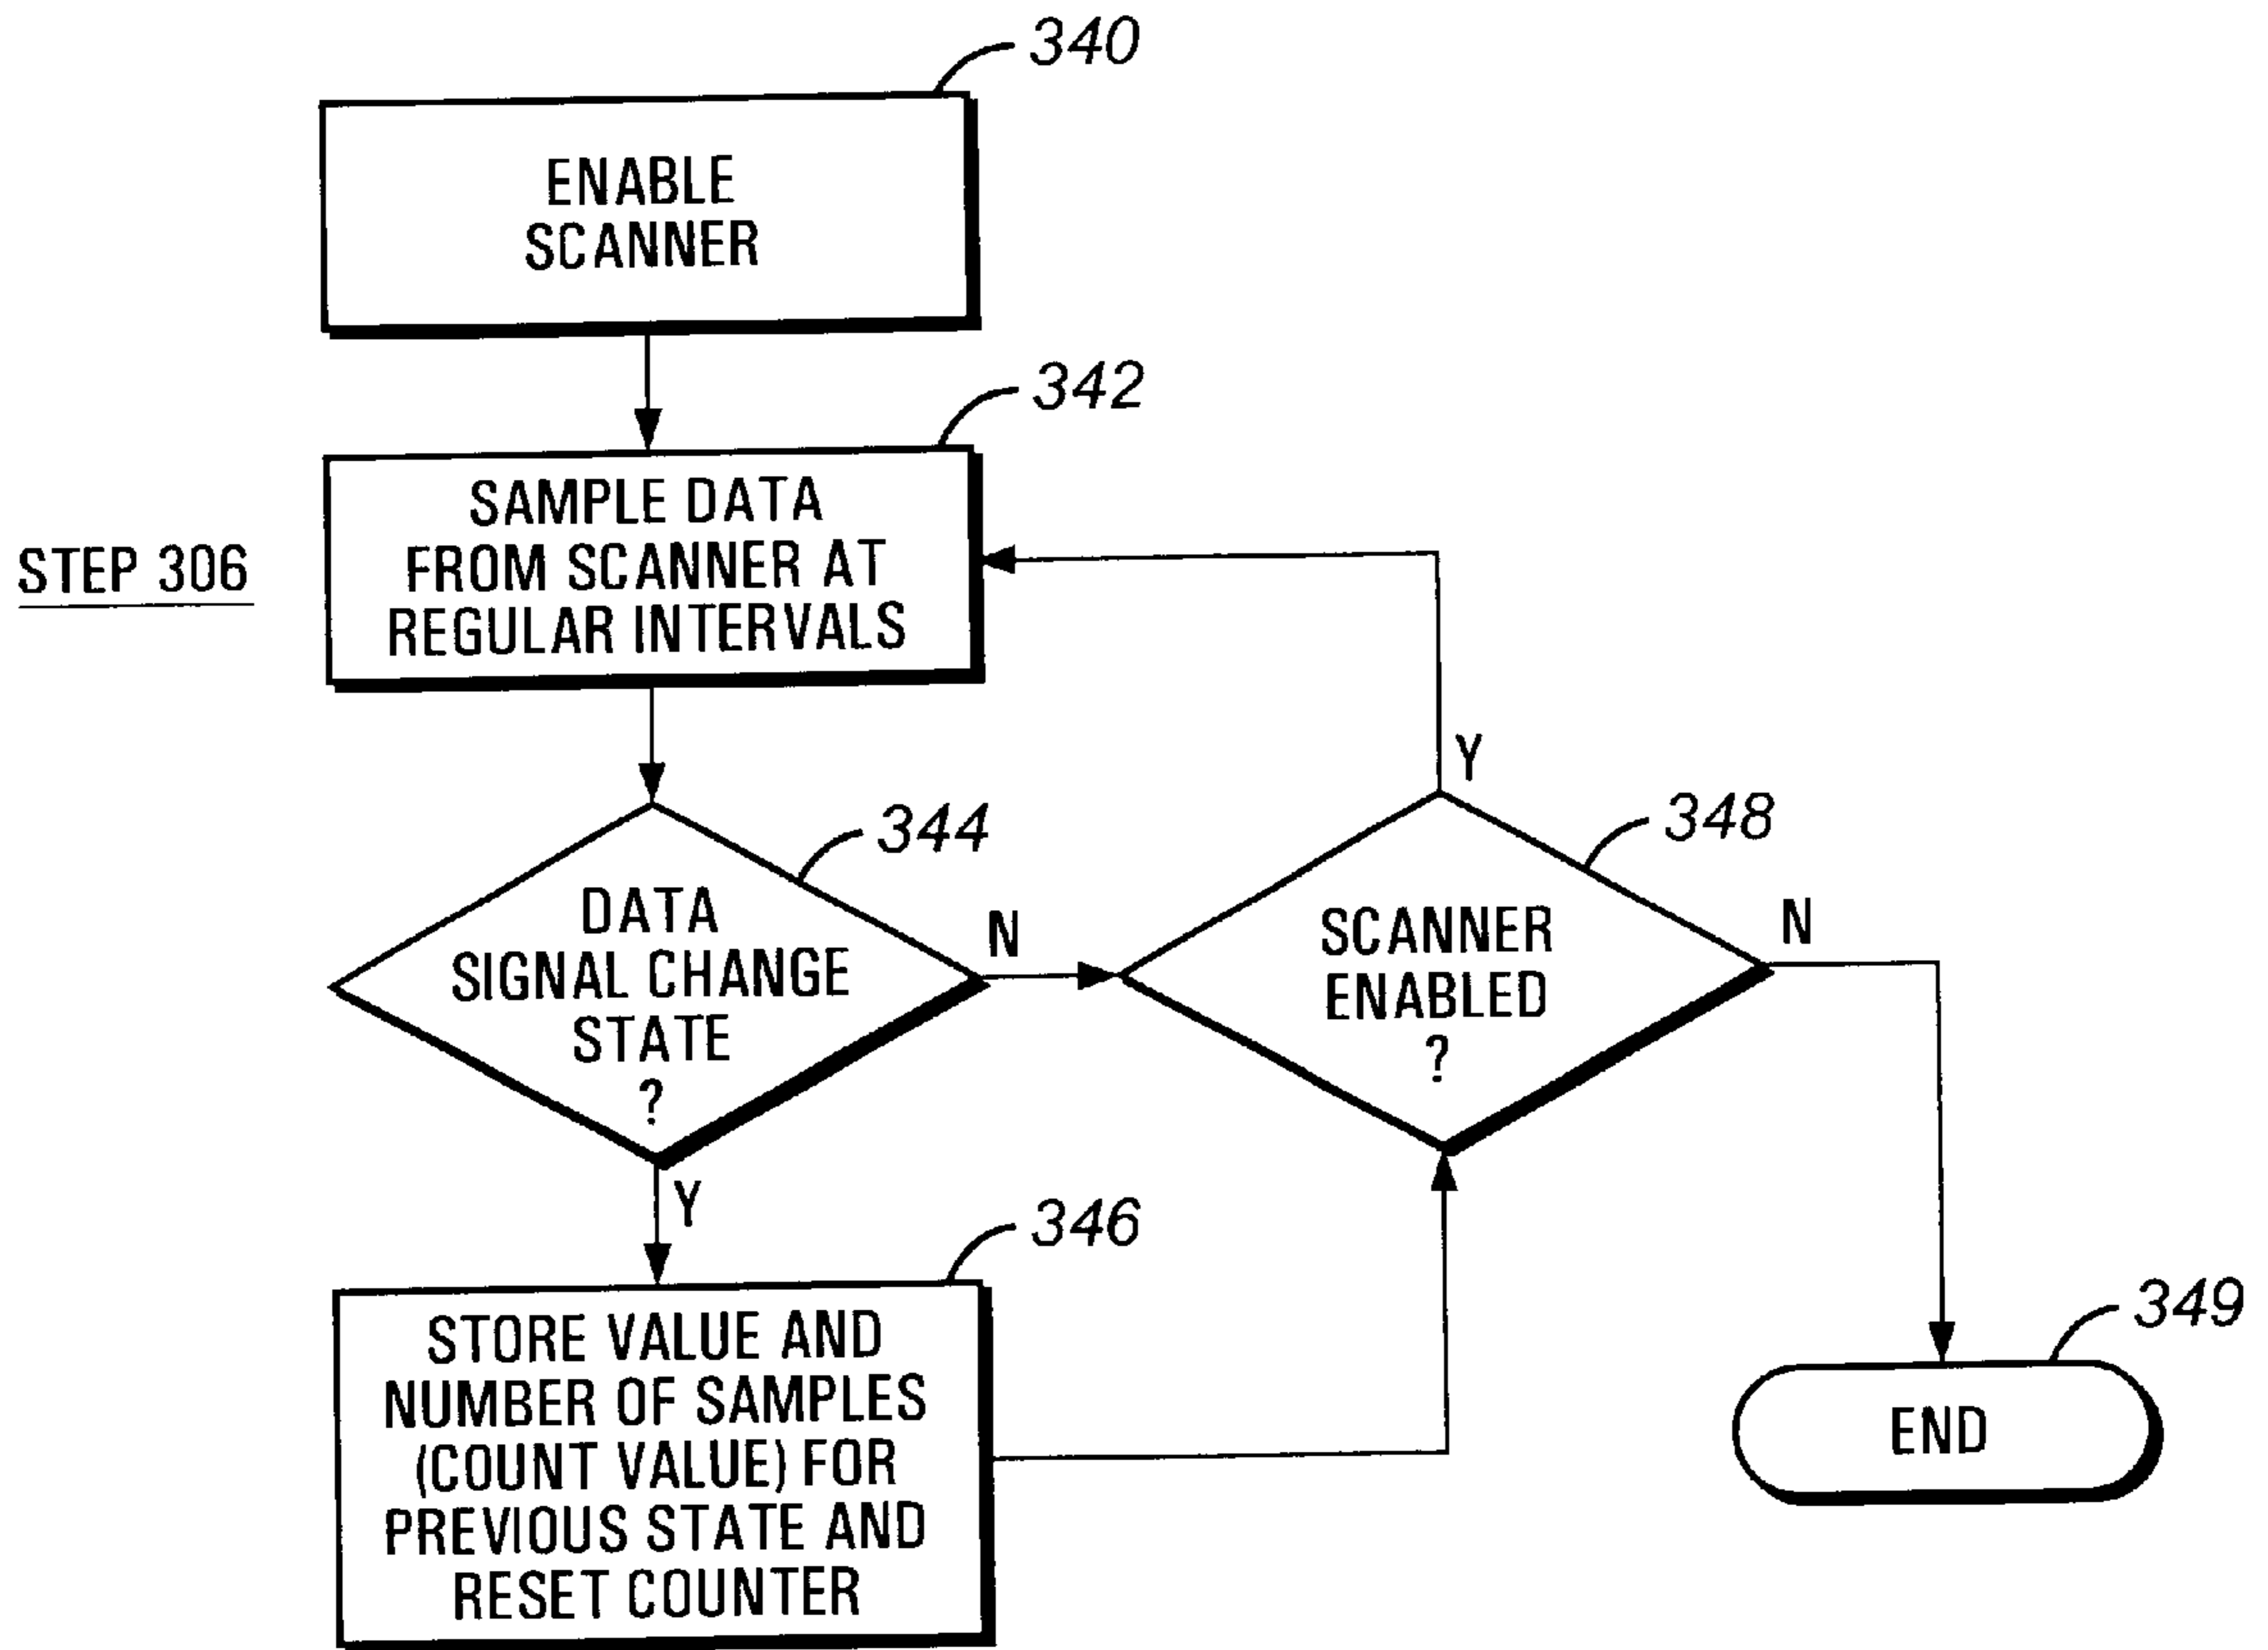 340
ENABLE
SCANNER
342
STEP 306
SAMPLE DATA
FROM SCANNER AT
REGULAR INTERVALS
344
DATA
SIGNAL CHANGE
STATE
?
N
Y
348
SCANNER
ENABLED
?
Y
N
346
STORE VALUE AND
NUMBER OF SAMPLES
(COUNT VALUE) FOR
PREVIOUS STATE AND
RESET COUNTER
349
END